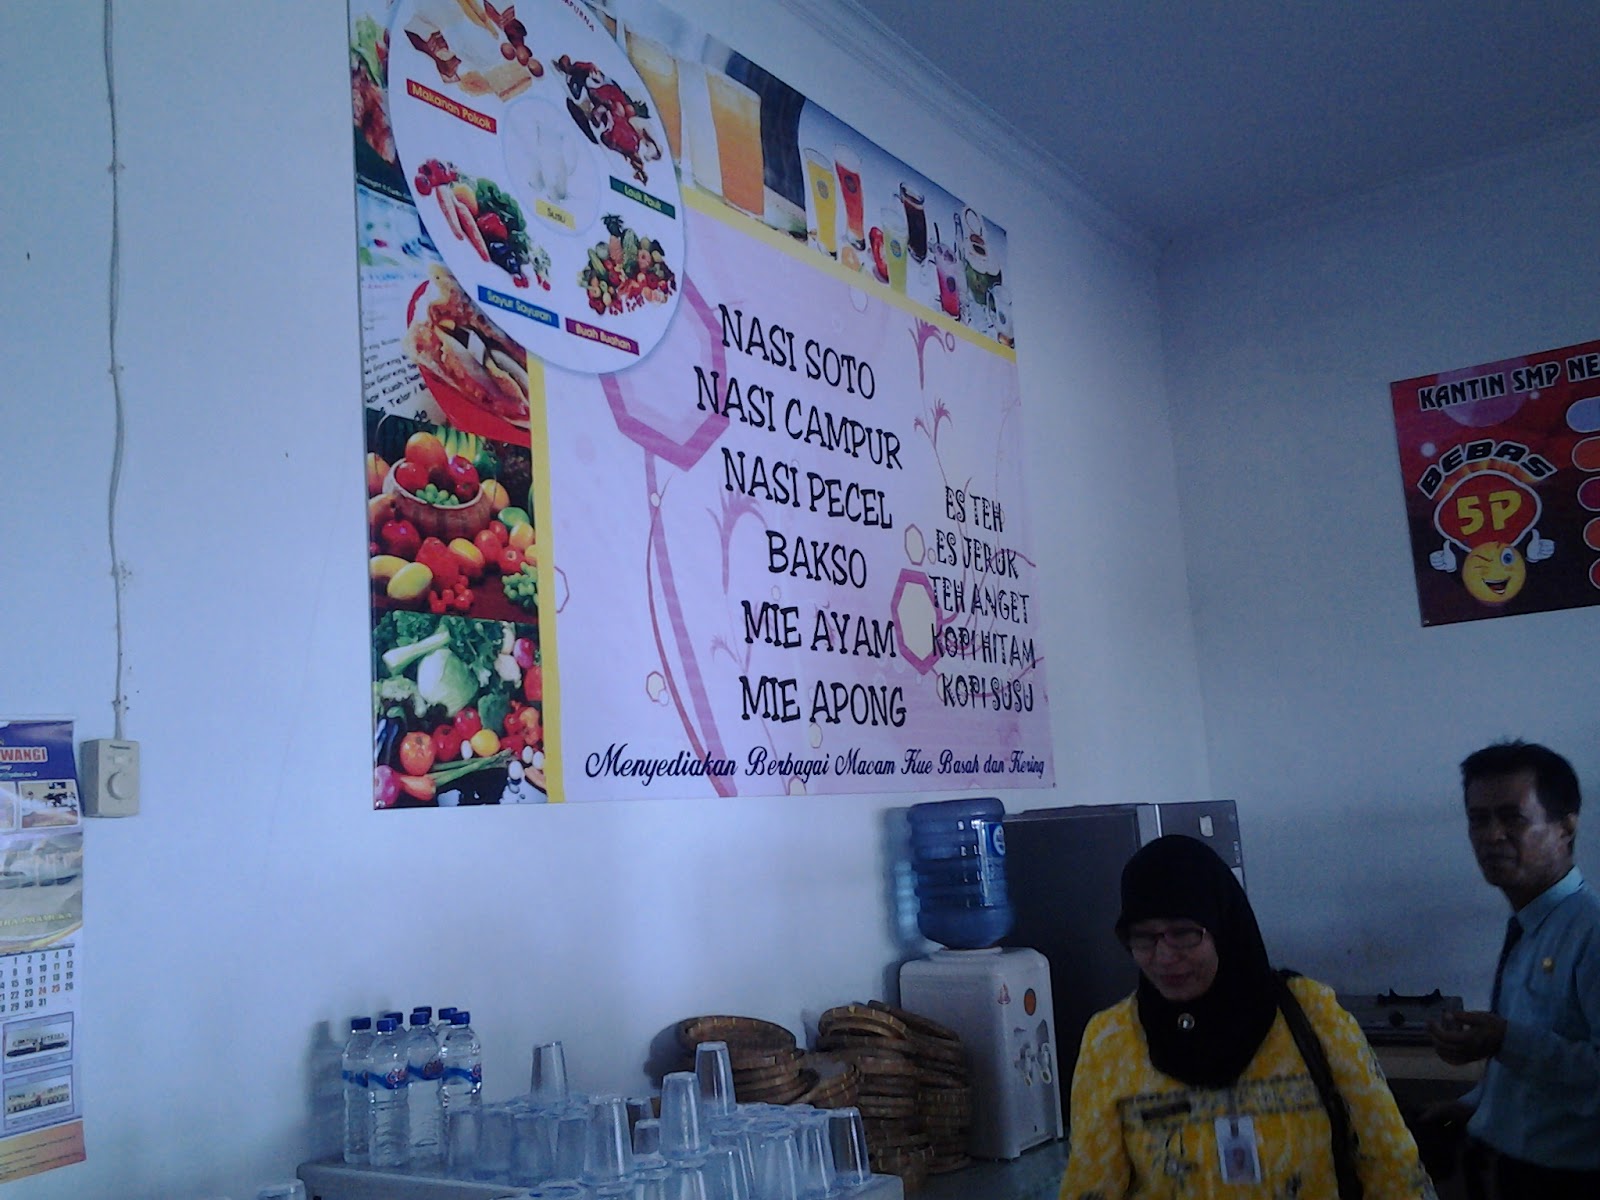 Makanan Pokok
Lauk Pauk
Susu
Sayur Sayuran
Buah Buahan
NASI SOTO
NASI CAMPUR
NASI PECEL
BAKSO
MIE AYAM
MIE APONG
ES TEH
ES JERUK
TEH ANGET
KOPI HITAM
KOPI SUSU
Menyediakan Berbagai Macam Kue Basah dan Kering
KANTIN SMP NE
BEBAS
5P
WANGI